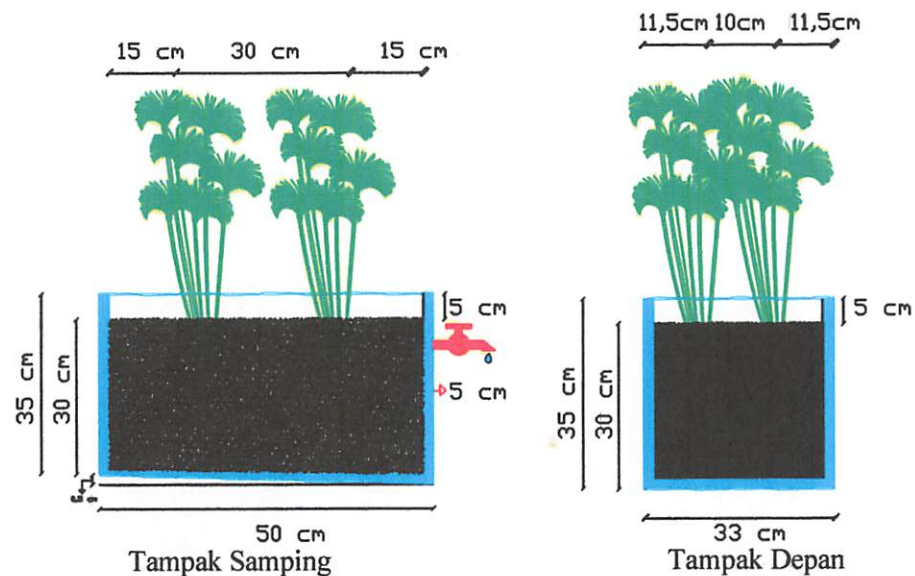 11,5cm 10cm 11,5cm
15 cm 30 cm 15 cm
5 cm
5 cm
35 cm
30 cm
5 cm
35 cm
30 cm
50 cm
33 cm
Tampak Samping
Tampak Depan